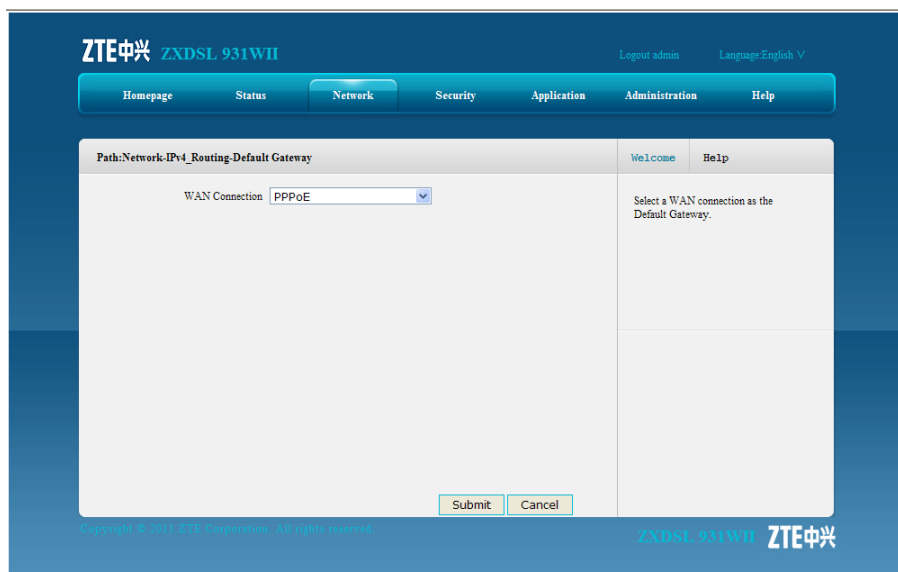 ZTE中兴 ZXDSL 931WII
Logout admin Language:English V
Homepage Status Network Security Application Administration Help
Path:Network-IPv4_Routing-Default Gateway
Welcome Help
WAN Connection PPPoE
Select a WAN connection as the
Default Gateway.
Submit Cancel
Copyright © 2011 ZTE Corporation. All rights reserved.
ZXDSL 931WII ZTE中兴